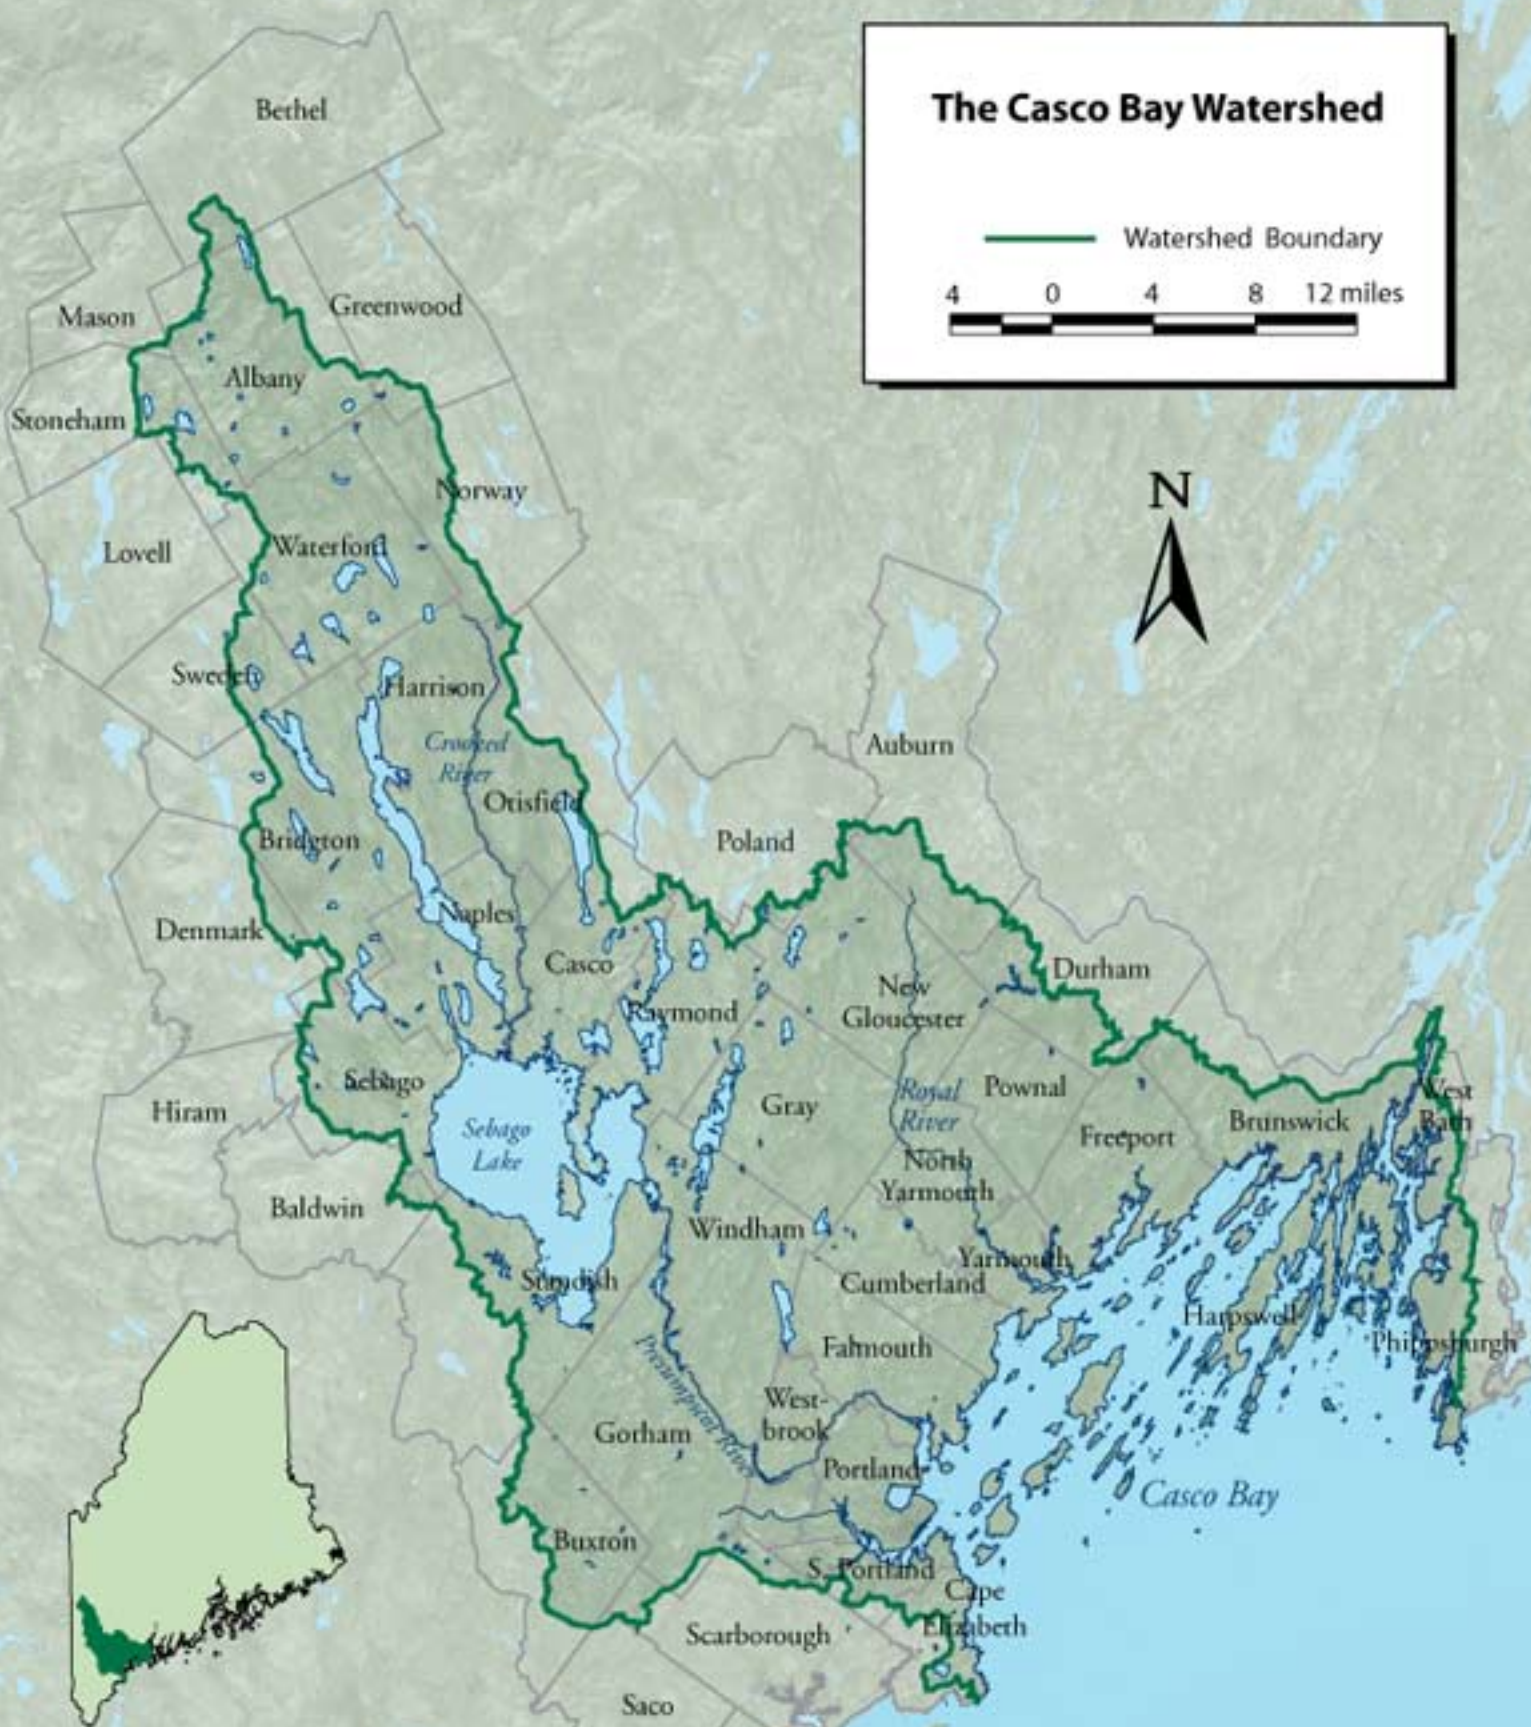 The Casco Bay Watershed
Watershed Boundary
4 0 4 8 12 miles
N
Bethel
Mason
Greenwood
Albany
Stoneham
Norway
Lovell
Waterford
Sweden
Harrison
Crooked
River
Auburn
Otisfield
Bridgton
Poland
Denmark
Naples
Casco
Durham
New
Gloucester
Raymond
Sebago
Hiram
Sebago
Lake
Gray
Royal
River
Pownal
West
Bath
Brunswick
Freeport
North
Yarmouth
Baldwin
Windham
Yarmouth
Standish
Cumberland
Harpswell
Phippsburgh
Falmouth
Presumpscot River
West-
brook
Gorham
Portland
Casco Bay
Buxton
S. Portland
Cape
Elizabeth
Scarborough
Saco